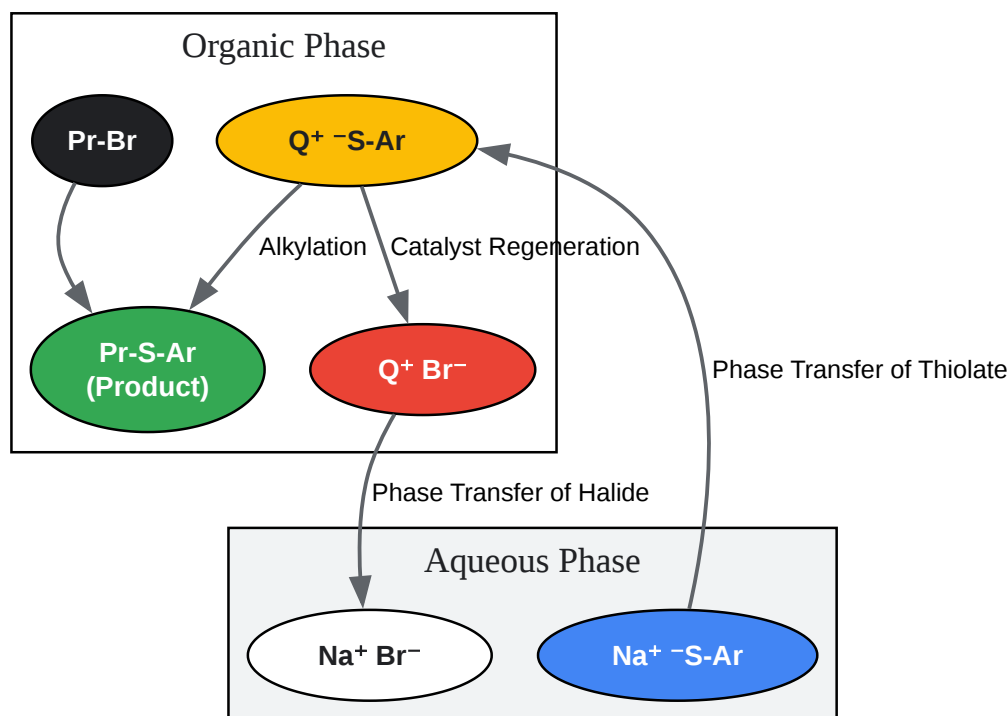 Organic Phase
Pr-Br
Q⁺ ⁻S-Ar
Alkylation
Catalyst Regeneration
Pr-S-Ar
(Product)
Q⁺ Br⁻
Phase Transfer of Thiolate
Phase Transfer of Halide
Aqueous Phase
Na⁺ Br⁻
Na⁺ ⁻S-Ar